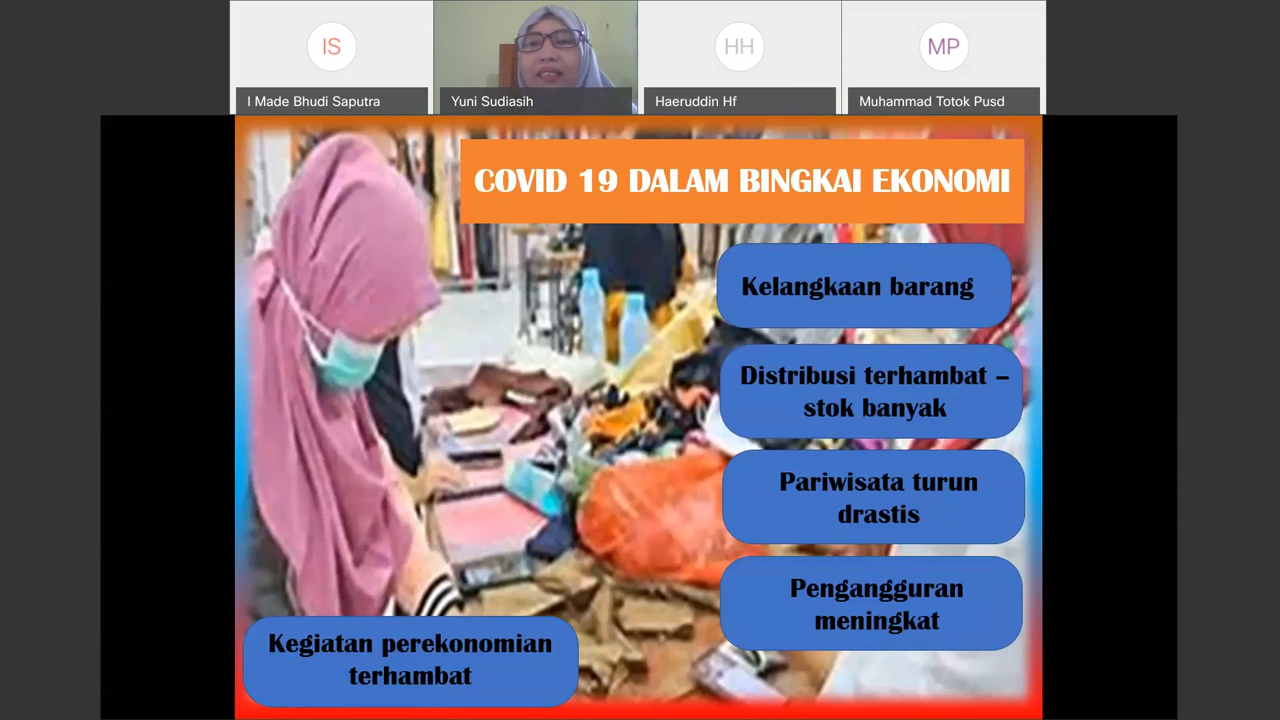 IS
HH
MP
I Made Bhudi Saputra
Yuni Sudiasih
Haeruddin Hf
Muhammad Totok Pusd
COVID 19 DALAM BINGKAI EKONOMI
Kelangkaan barang
Distribusi terhambat –
stok banyak
Pariwisata turun
drastis
Pengangguran
meningkat
Kegiatan perekonomian
terhambat